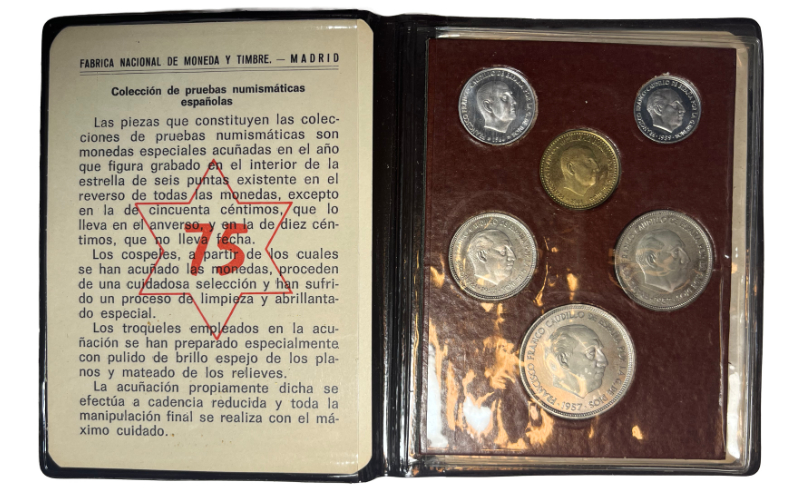 FABRICA NACIONAL DE MONEDA Y TIMBRE. — MADRID
Colección de pruebas numismáticas
españolas
Las piezas que constituyen las colec-
ciones de pruebas numismáticas son
monedas especiales acuñadas en el año
que figura grabado en el interior de la
estrella de seis puntas existente en el
reverso de todas las monedas, excepto
en la de cincuenta céntimos, que lo
lleva en el anverso, y en la de diez cén-
timos, que no lleva fecha.
Los cospeles, a partir de los cuales
se han acuñado las monedas, proceden
de una cuidadosa selección y han sufri-
do un proceso de limpieza y abrillanta-
do especial.
Los troqueles empleados en la acu-
ñación se han preparado especialmente
con pulido de brillo espejo de los pla-
nos y mateado de los relieves.
La acuñación propiamente dicha se
efectúa a cadencia reducida y toda la
manipulación final se realiza con el má-
ximo cuidado..
75
FRANCISCO FRANCO CAUDILLO DE ESPAÑA POR LA G. DE DIOS
1957